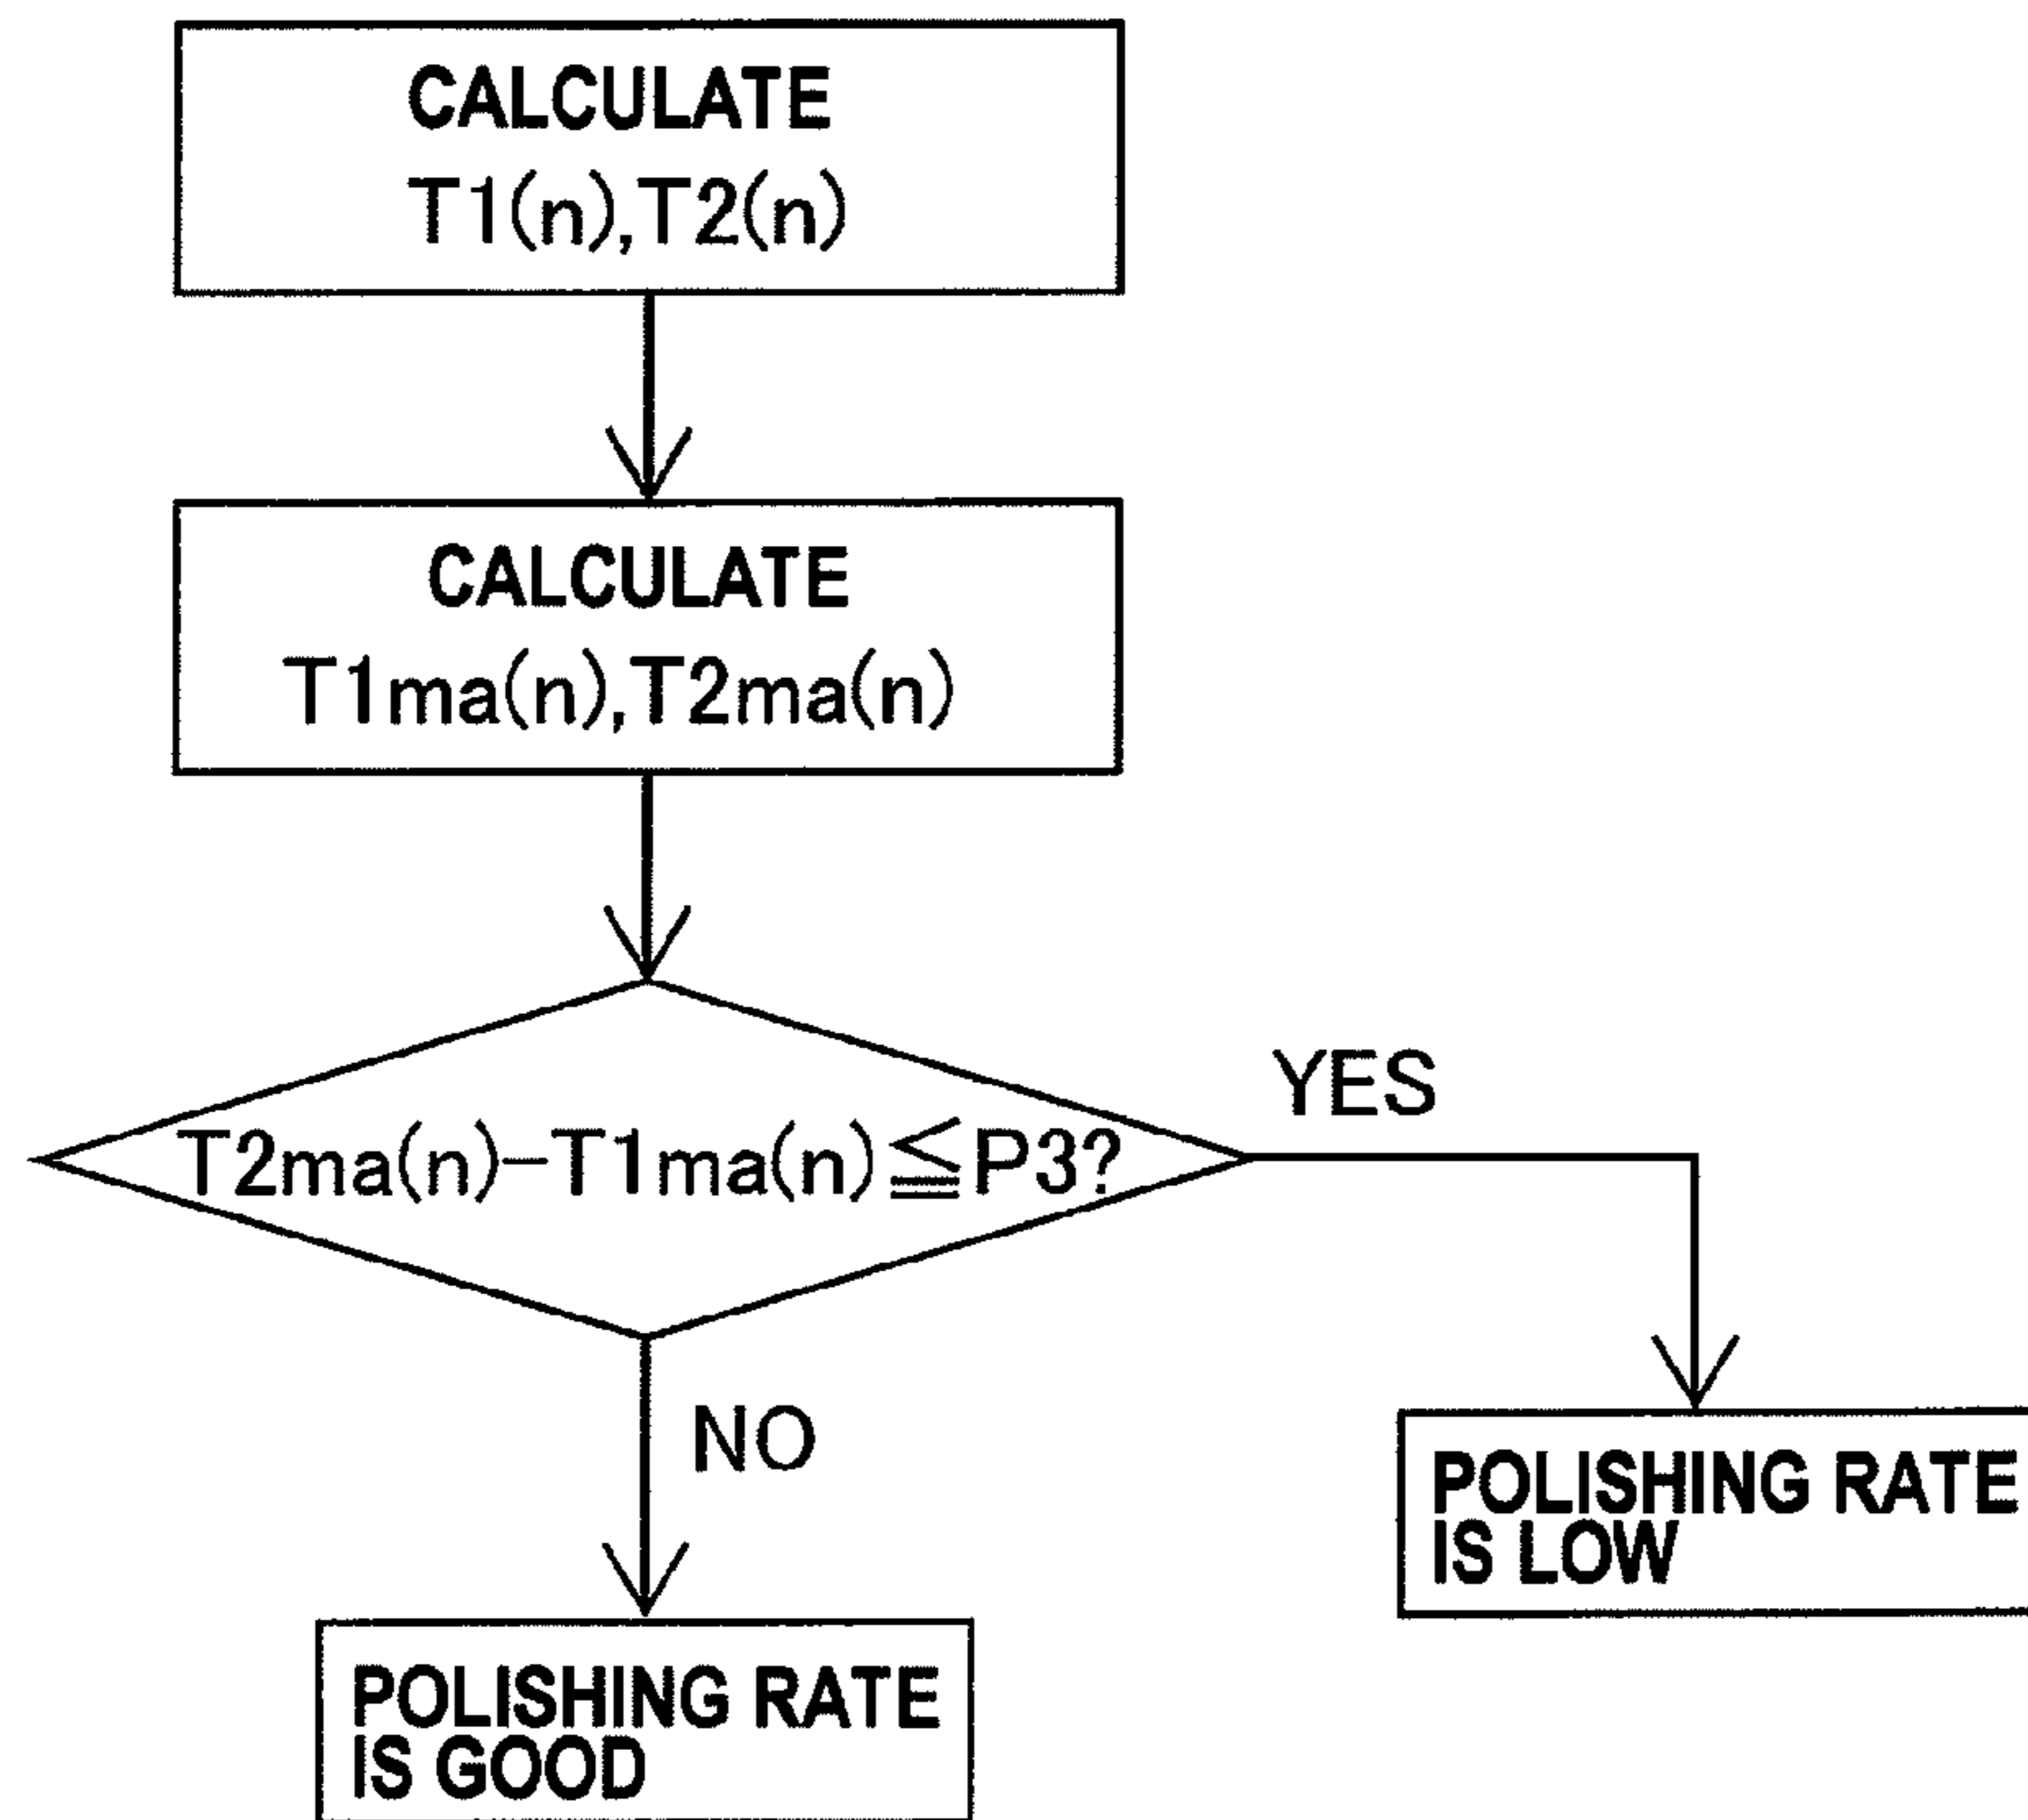 CALCULATE
T1(n),T2(n)
CALCULATE
T1ma(n),T2ma(n)
T2ma(n)-T1ma(n)≦P3?
YES
NO
POLISHING RATE
IS LOW
POLISHING RATE
IS GOOD